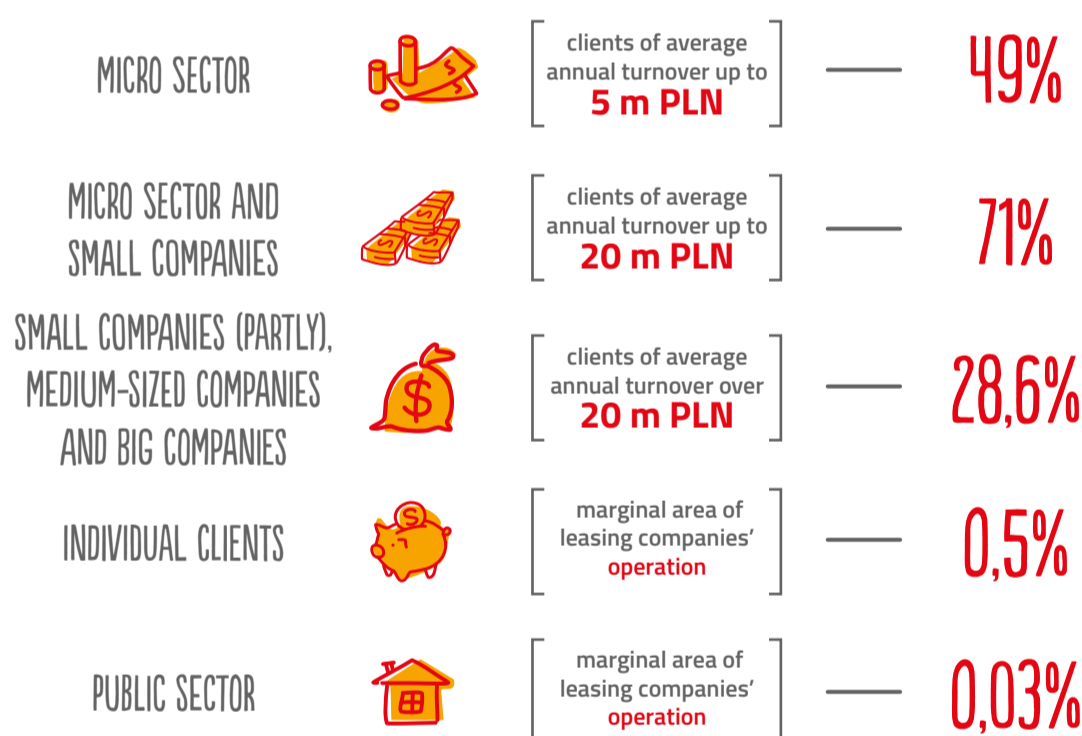 MICRO SECTOR
clients of average
annual turnover up to
5 m PLN
49%
MICRO SECTOR AND
SMALL COMPANIES
clients of average
annual turnover up to
20 m PLN
71%
SMALL COMPANIES (PARTLY),
MEDIUM-SIZED COMPANIES
AND BIG COMPANIES
clients of average
annual turnover over
20 m PLN
28,6%
INDIVIDUAL CLIENTS
marginal area of
leasing companies’
operation
0,5%
PUBLIC SECTOR
marginal area of
leasing companies’
operation
0,03%